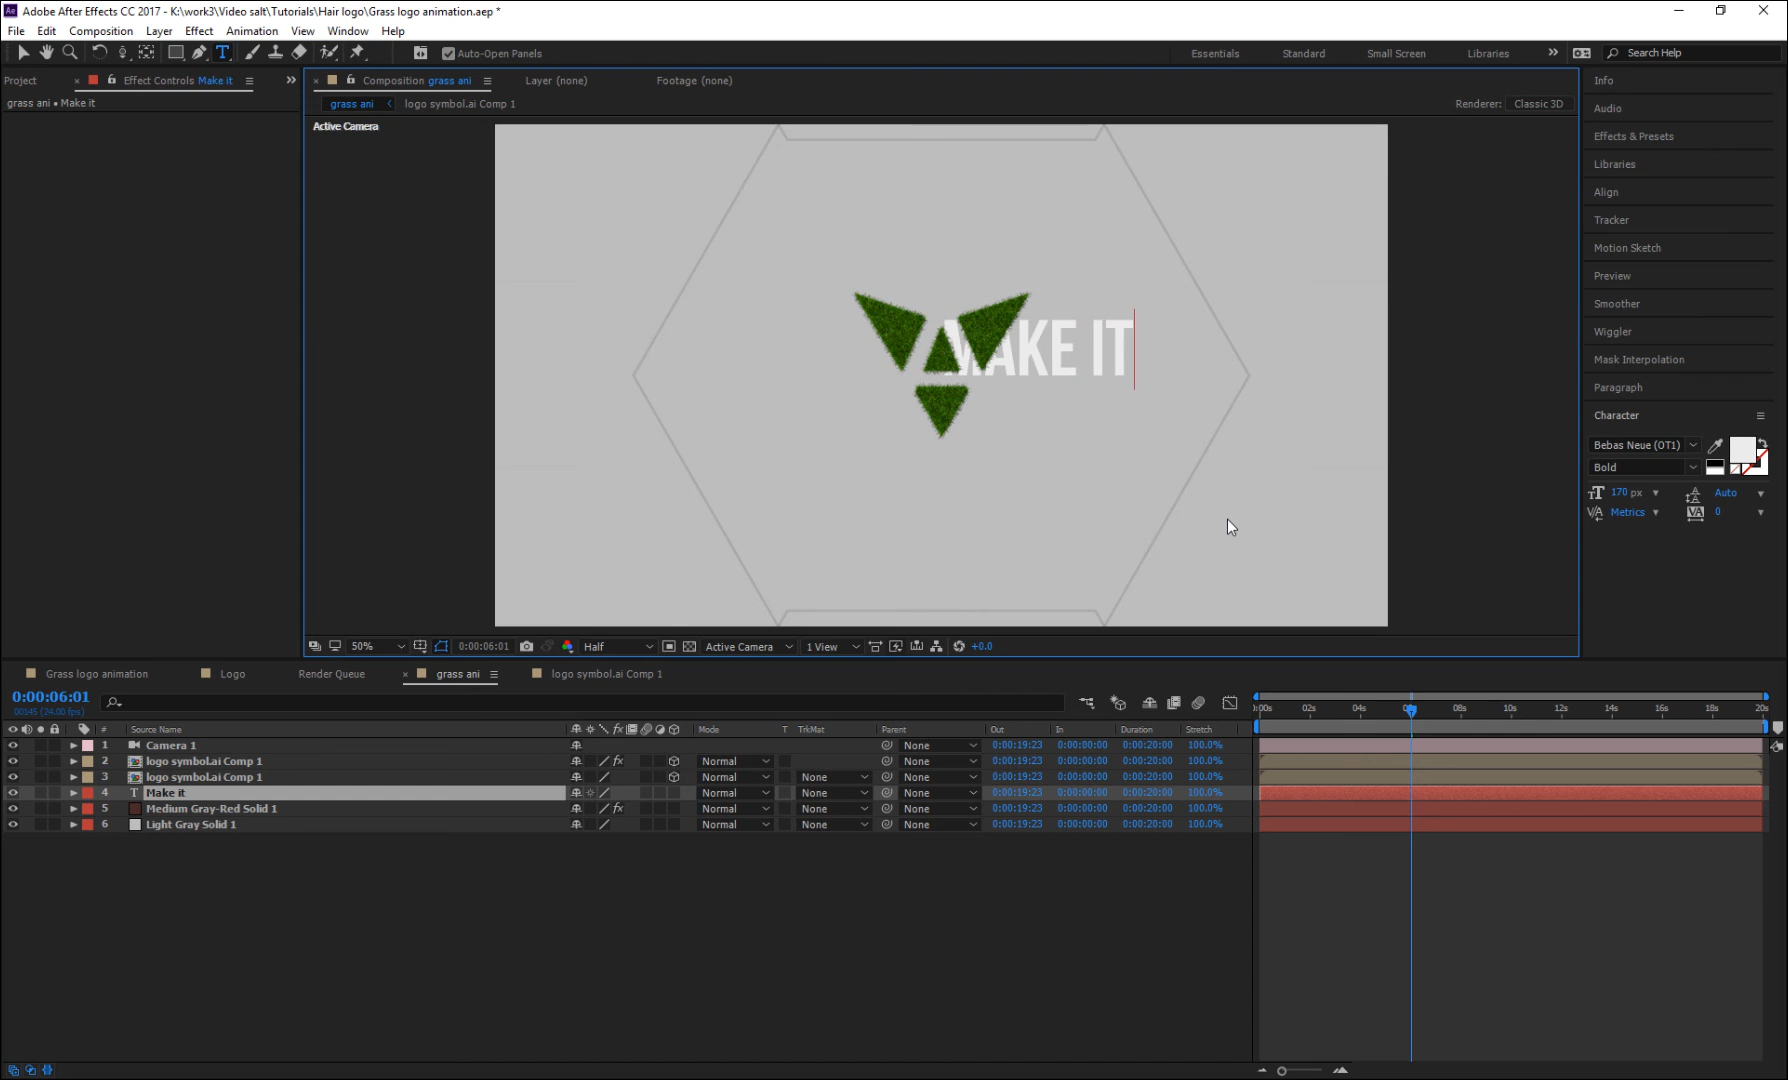 Adobe After Effects CC 2017 - K:\work3\Video salt\Tutorials\Hair logo\Grass logo animation.aep *
File Edit Composition Layer Effect Animation View Window Help
Auto-Open Panels Essentials Standard Small Screen Libraries Search Help
Project Effect Controls Make it Composition grass ani Layer (none) Footage (none)
grass ani • Make it
grass ani logo symbol.ai Comp 1 Renderer: Classic 3D
Active Camera
MAKE IT
Info
Audio
Effects & Presets
Libraries
Align
Tracker
Motion Sketch
Preview
Smoother
Wiggler
Mask Interpolation
Paragraph
Character
Bebas Neue (OT1)
Bold
170 px Auto
Metrics 0
50% 0:00:06:01 Half Active Camera 1 View +0.0
Grass logo animation Logo Render Queue grass ani logo symbol.ai Comp 1
0:00:06:01
00145 (24.00 fps)
0:00s 02s 04s 06s 08s 10s 12s 14s 16s 18s 20s
# Source Name Mode T TrkMat Parent Out In Duration Stretch
1 Camera 1 None 0:00:19:23 0:00:00:00 0:00:20:00 100.0%
2 logo symbol.ai Comp 1 Normal None 0:00:19:23 0:00:00:00 0:00:20:00 100.0%
3 logo symbol.ai Comp 1 Normal None None 0:00:19:23 0:00:00:00 0:00:20:00 100.0%
4 T Make it Normal None None 0:00:19:23 0:00:00:00 0:00:20:00 100.0%
5 Medium Gray-Red Solid 1 Normal None None 0:00:19:23 0:00:00:00 0:00:20:00 100.0%
6 Light Gray Solid 1 Normal None None 0:00:19:23 0:00:00:00 0:00:20:00 100.0%